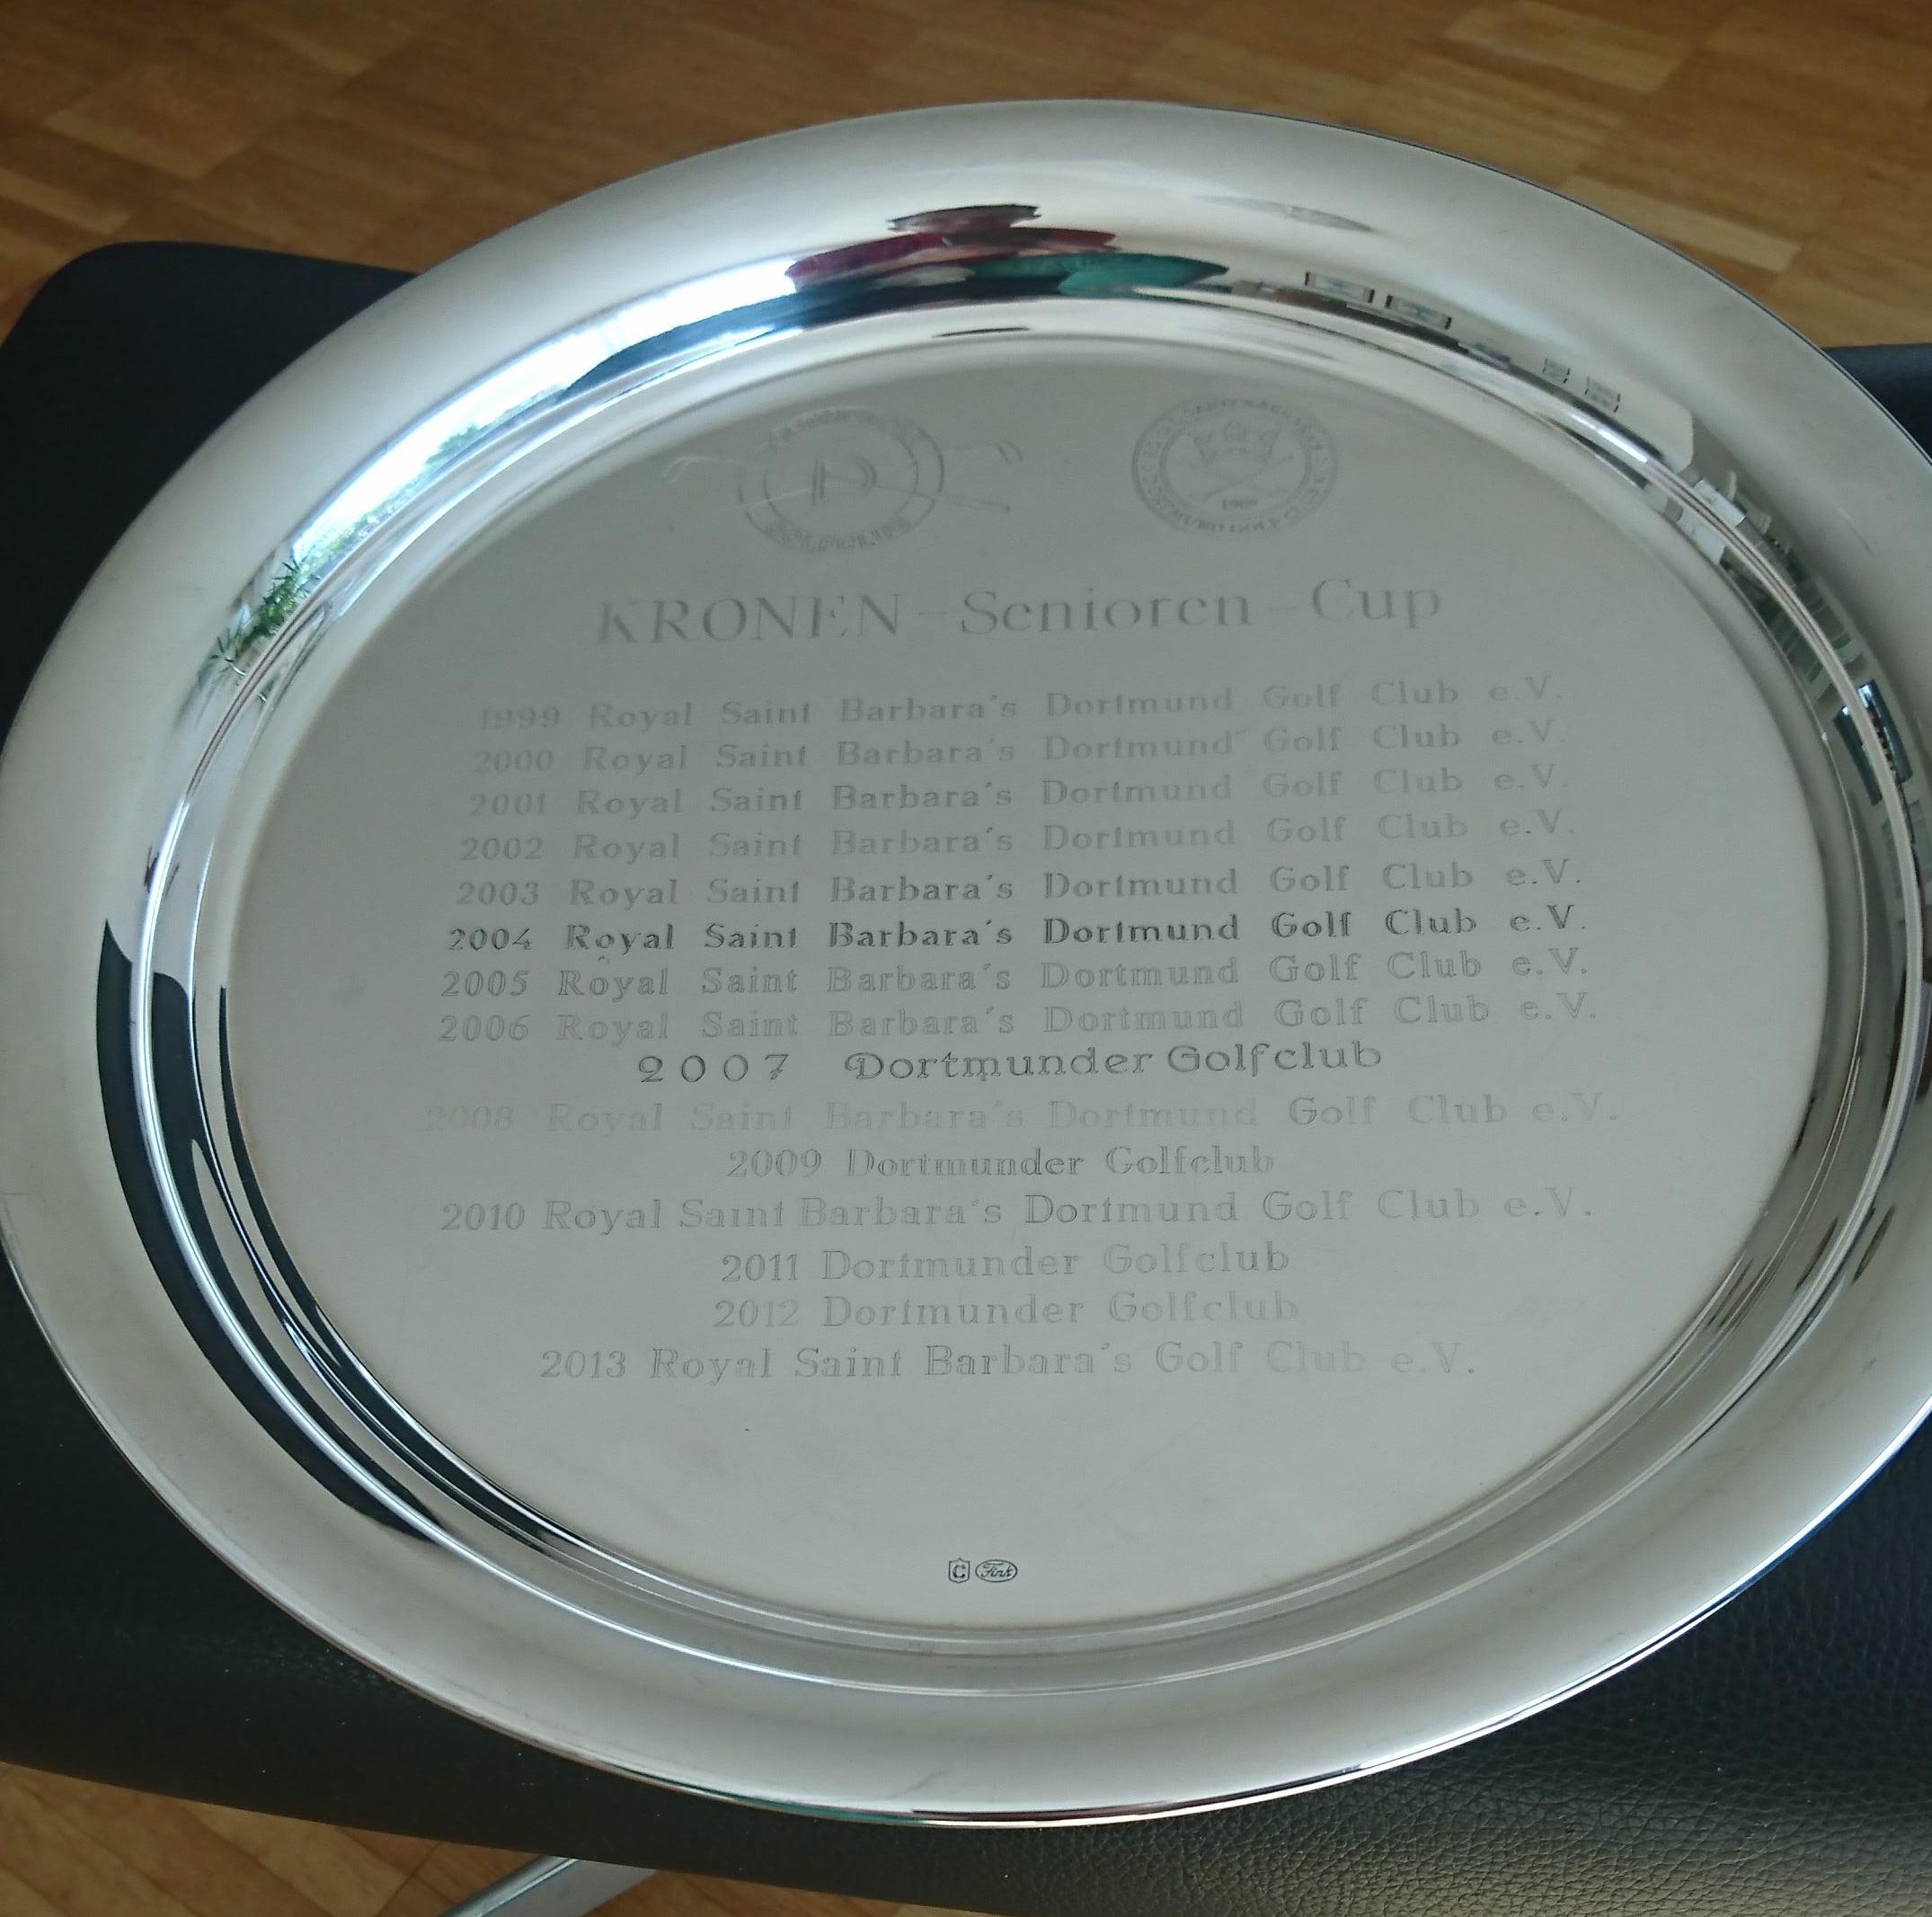 1969
KRONEN-Senioren-Cup
1999 Royal Saint Barbara´s Dortmund Golf Club e.V.
2000 Royal Saint Barbara´s Dortmund Golf Club e.V.
2001 Royal Saint Barbara´s Dortmund Golf Club e.V.
2002 Royal Saint Barbara´s Dortmund Golf Club e.V.
2003 Royal Saint Barbara´s Dortmund Golf Club e.V.
2004 Royal Saint Barbara´s Dortmund Golf Club e.V.
2005 Royal Saint Barbara´s Dortmund Golf Club e.V.
2006 Royal Saint Barbara´s Dortmund Golf Club e.V.
2007 Dortmunder Golfclub
2008 Royal Saint Barbara´s Dortmund Golf Club e.V.
2009 Dortmunder Golfclub
2010 Royal Saint Barbara´s Dortmund Golf Club e.V.
2011 Dortmunder Golfclub
2012 Dortmunder Golfclub
2013 Royal Saint Barbara´s Golf Club e.V.
C Fink